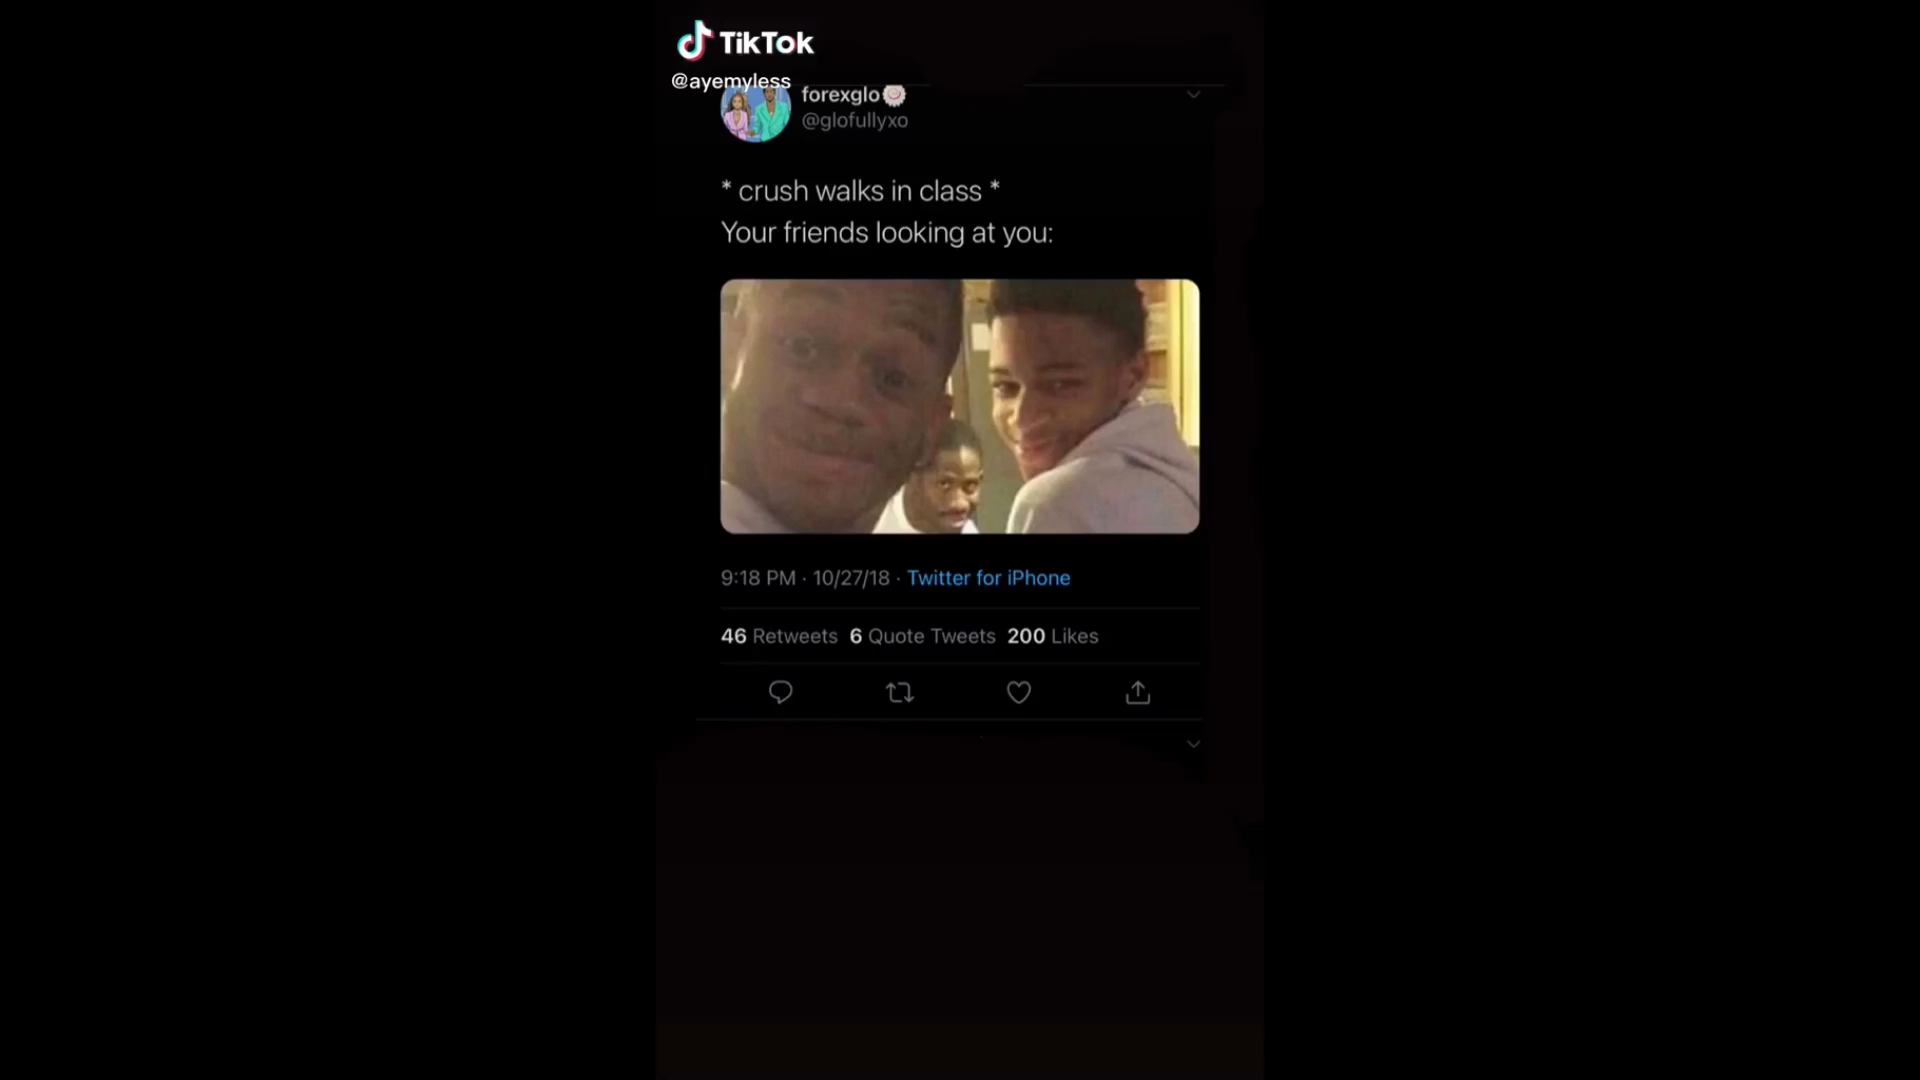 TikTok
@ayemyless
forexglo🍥
@glofullyxo
* crush walks in class *
Your friends looking at you:
9:18 PM · 10/27/18 · Twitter for iPhone
46 Retweets 6 Quote Tweets 200 Likes